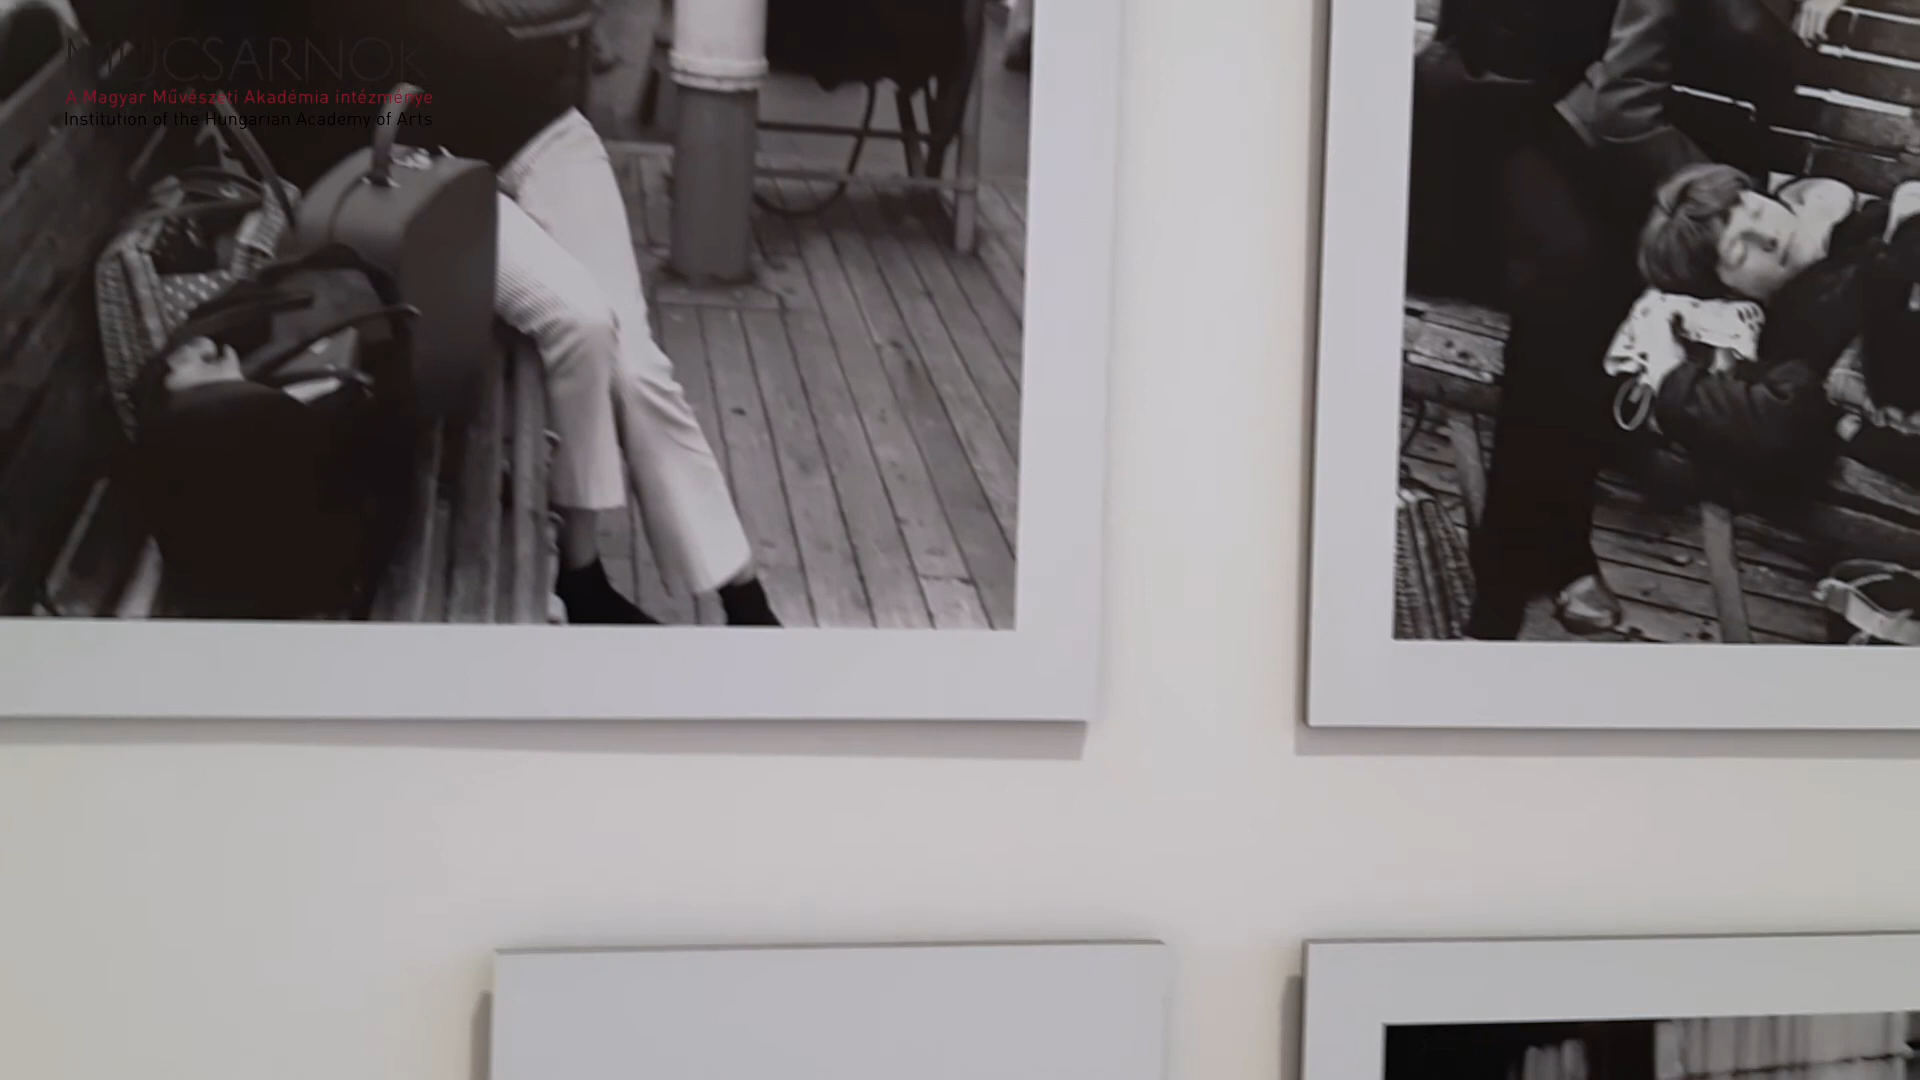 MŰCSARNOK
A Magyar Művészeti Akadémia intézménye
Institution of the Hungarian Academy of Arts